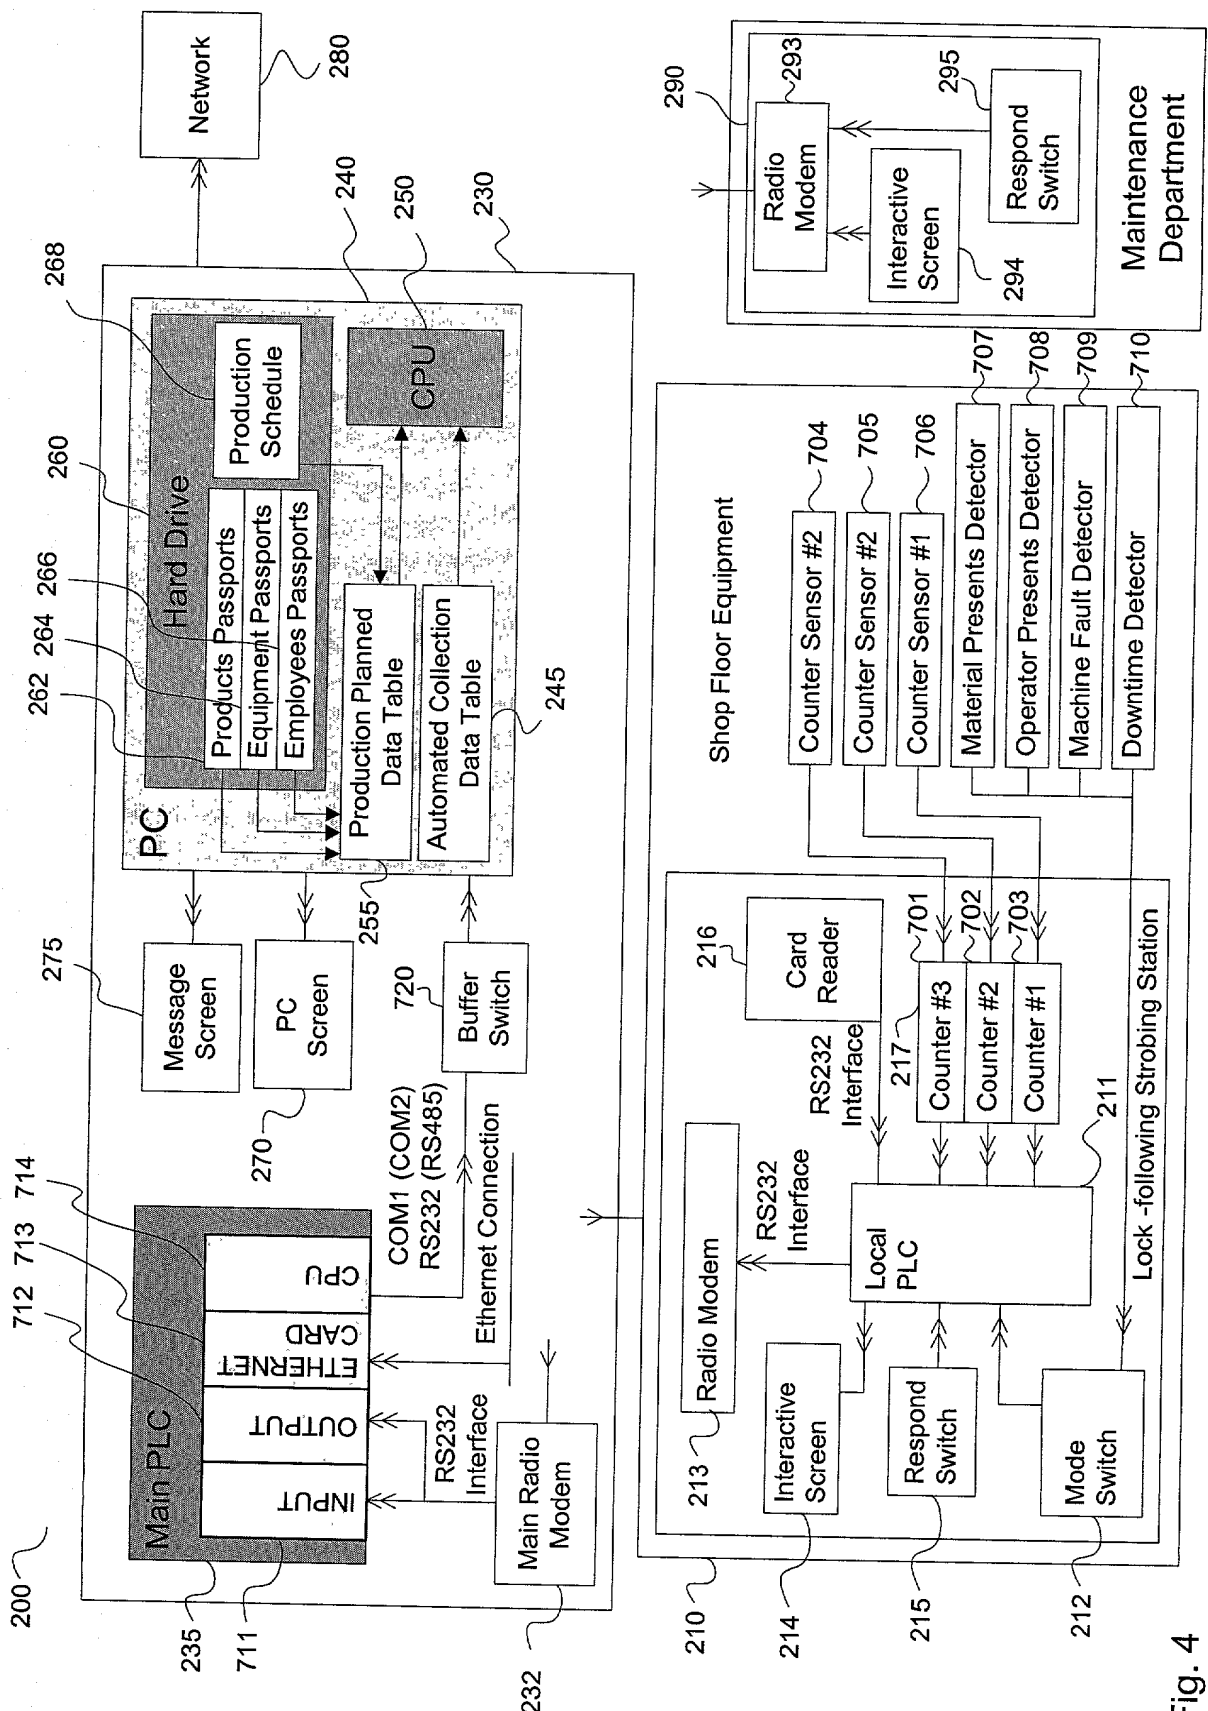 200
Main PLC
235
711
712
713
714
INPUT
OUTPUT
ETHERNET
CARD
CPU
RS232
Interface
Main Radio
Modem
232
COM1 (COM2)
RS232 (RS485)
Ethernet Connection
275
Message
Screen
PC
Screen
270
720
Buffer
Switch
PC
260
Hard Drive
262
264
266
268
Products Passports
Equipment Passports
Employees Passports
Production
Schedule
Production Planned
Data Table
255
Automated Collection
Data Table
245
CPU
240
250
230
Network
280
210
Shop Floor Equipment
213
Radio Modem
RS232
Interface
Interactive
Screen
214
Respond
Switch
215
Mode
Switch
212
Local
PLC
211
216
Card
Reader
RS232
Interface
217
Counter #3
Counter #2
Counter #1
701
702
703
Lock -following Strobing Station
Counter Sensor #2
704
Counter Sensor #2
705
Counter Sensor #1
706
Material Presents Detector
707
Operator Presents Detector
708
Machine Fault Detector
709
Downtime Detector
710
290
Radio
Modem
293
Interactive
Screen
294
Respond
Switch
295
Maintenance
Department
Fig. 4